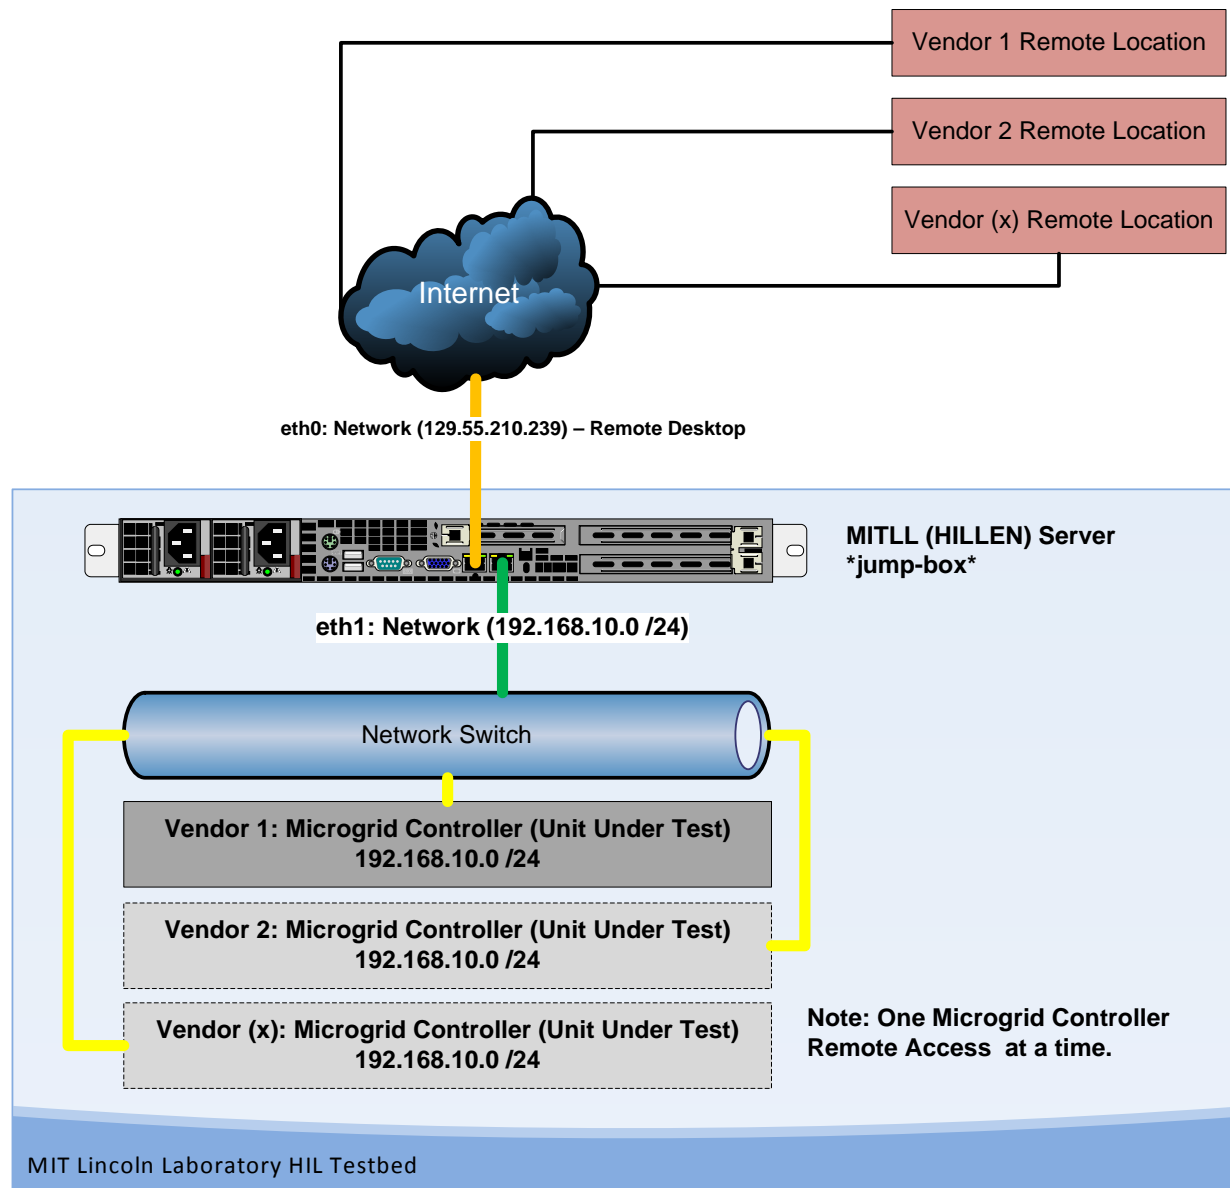 Vendor 1 Remote Location
Vendor 2 Remote Location
Vendor (x) Remote Location
Internet
eth0: Network (129.55.210.239) – Remote Desktop
MITLL (HILLEN) Server
*jump-box*
eth1: Network (192.168.10.0 /24)
Network Switch
Vendor 1: Microgrid Controller (Unit Under Test)
192.168.10.0 /24
Vendor 2: Microgrid Controller (Unit Under Test)
192.168.10.0 /24
Vendor (x): Microgrid Controller (Unit Under Test)
192.168.10.0 /24
Note: One Microgrid Controller
Remote Access  at a time.
MIT Lincoln Laboratory HIL Testbed